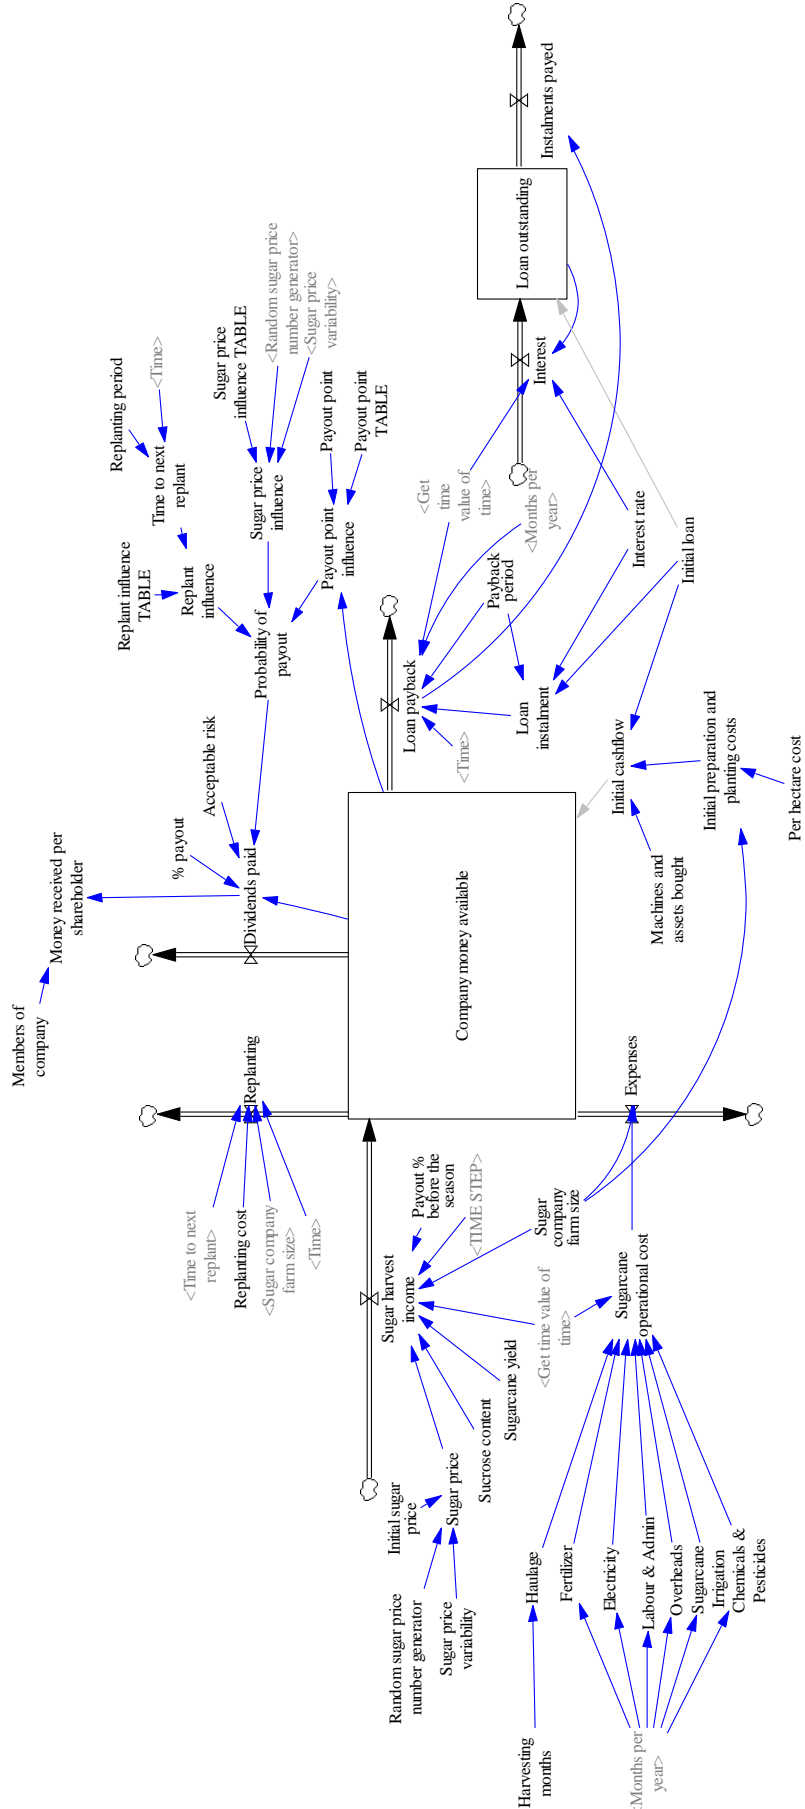 Members of
company
Money received per
shareholder
Replanting
Dividends paid
% payout
Acceptable risk
Probability of
payout
Replant influence
TABLE
Replant
influence
Replanting period
<Time>
Time to next
replant
Sugar price
influence TABLE
<Random sugar price
number generator>
<Sugar price
variability>
Sugar price
influence
Payout point
Payout point
TABLE
Payout point
influence
<Time to next
replant>
Replanting cost
<Sugar company
farm size>
<Time>
Company money available
Loan payback
<Time>
<Get
time
value of
time>
<Months per
year>
Payback
period
Loan
instalment
Interest
Loan outstanding
Instalments payed
Interest rate
Initial loan
Initial cashflow
Machines and
assets bought
Initial preparation and
planting costs
Per hectare cost
Expenses
Sugar harvest
income
Payout %
before the
season
<TIME STEP>
Sugar
company
farm size
<Get time value of
time>
Sugarcane
operational cost
Sugarcane yield
Sucrose content
Sugar price
Initial sugar
price
Random sugar price
number generator
Sugar price
variability
Haulage
Fertilizer
Electricity
Labour & Admin
Overheads
Sugarcane
Irrigation
Chemicals &
Pesticides
Harvesting
months
<Months per
year>